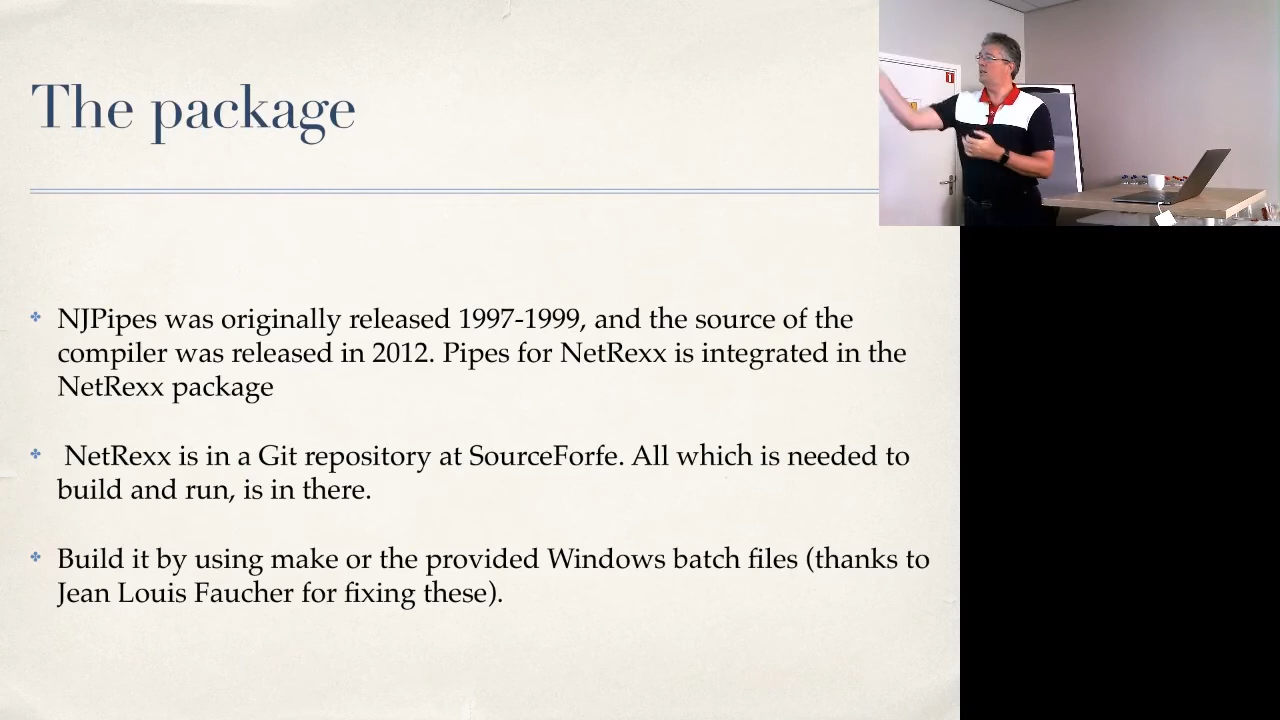 The package
NJPipes was originally released 1997-1999, and the source of the
compiler was released in 2012. Pipes for NetRexx is integrated in the
NetRexx package
NetRexx is in a Git repository at SourceForfe. All which is needed to
build and run, is in there.
Build it by using make or the provided Windows batch files (thanks to
Jean Louis Faucher for fixing these).